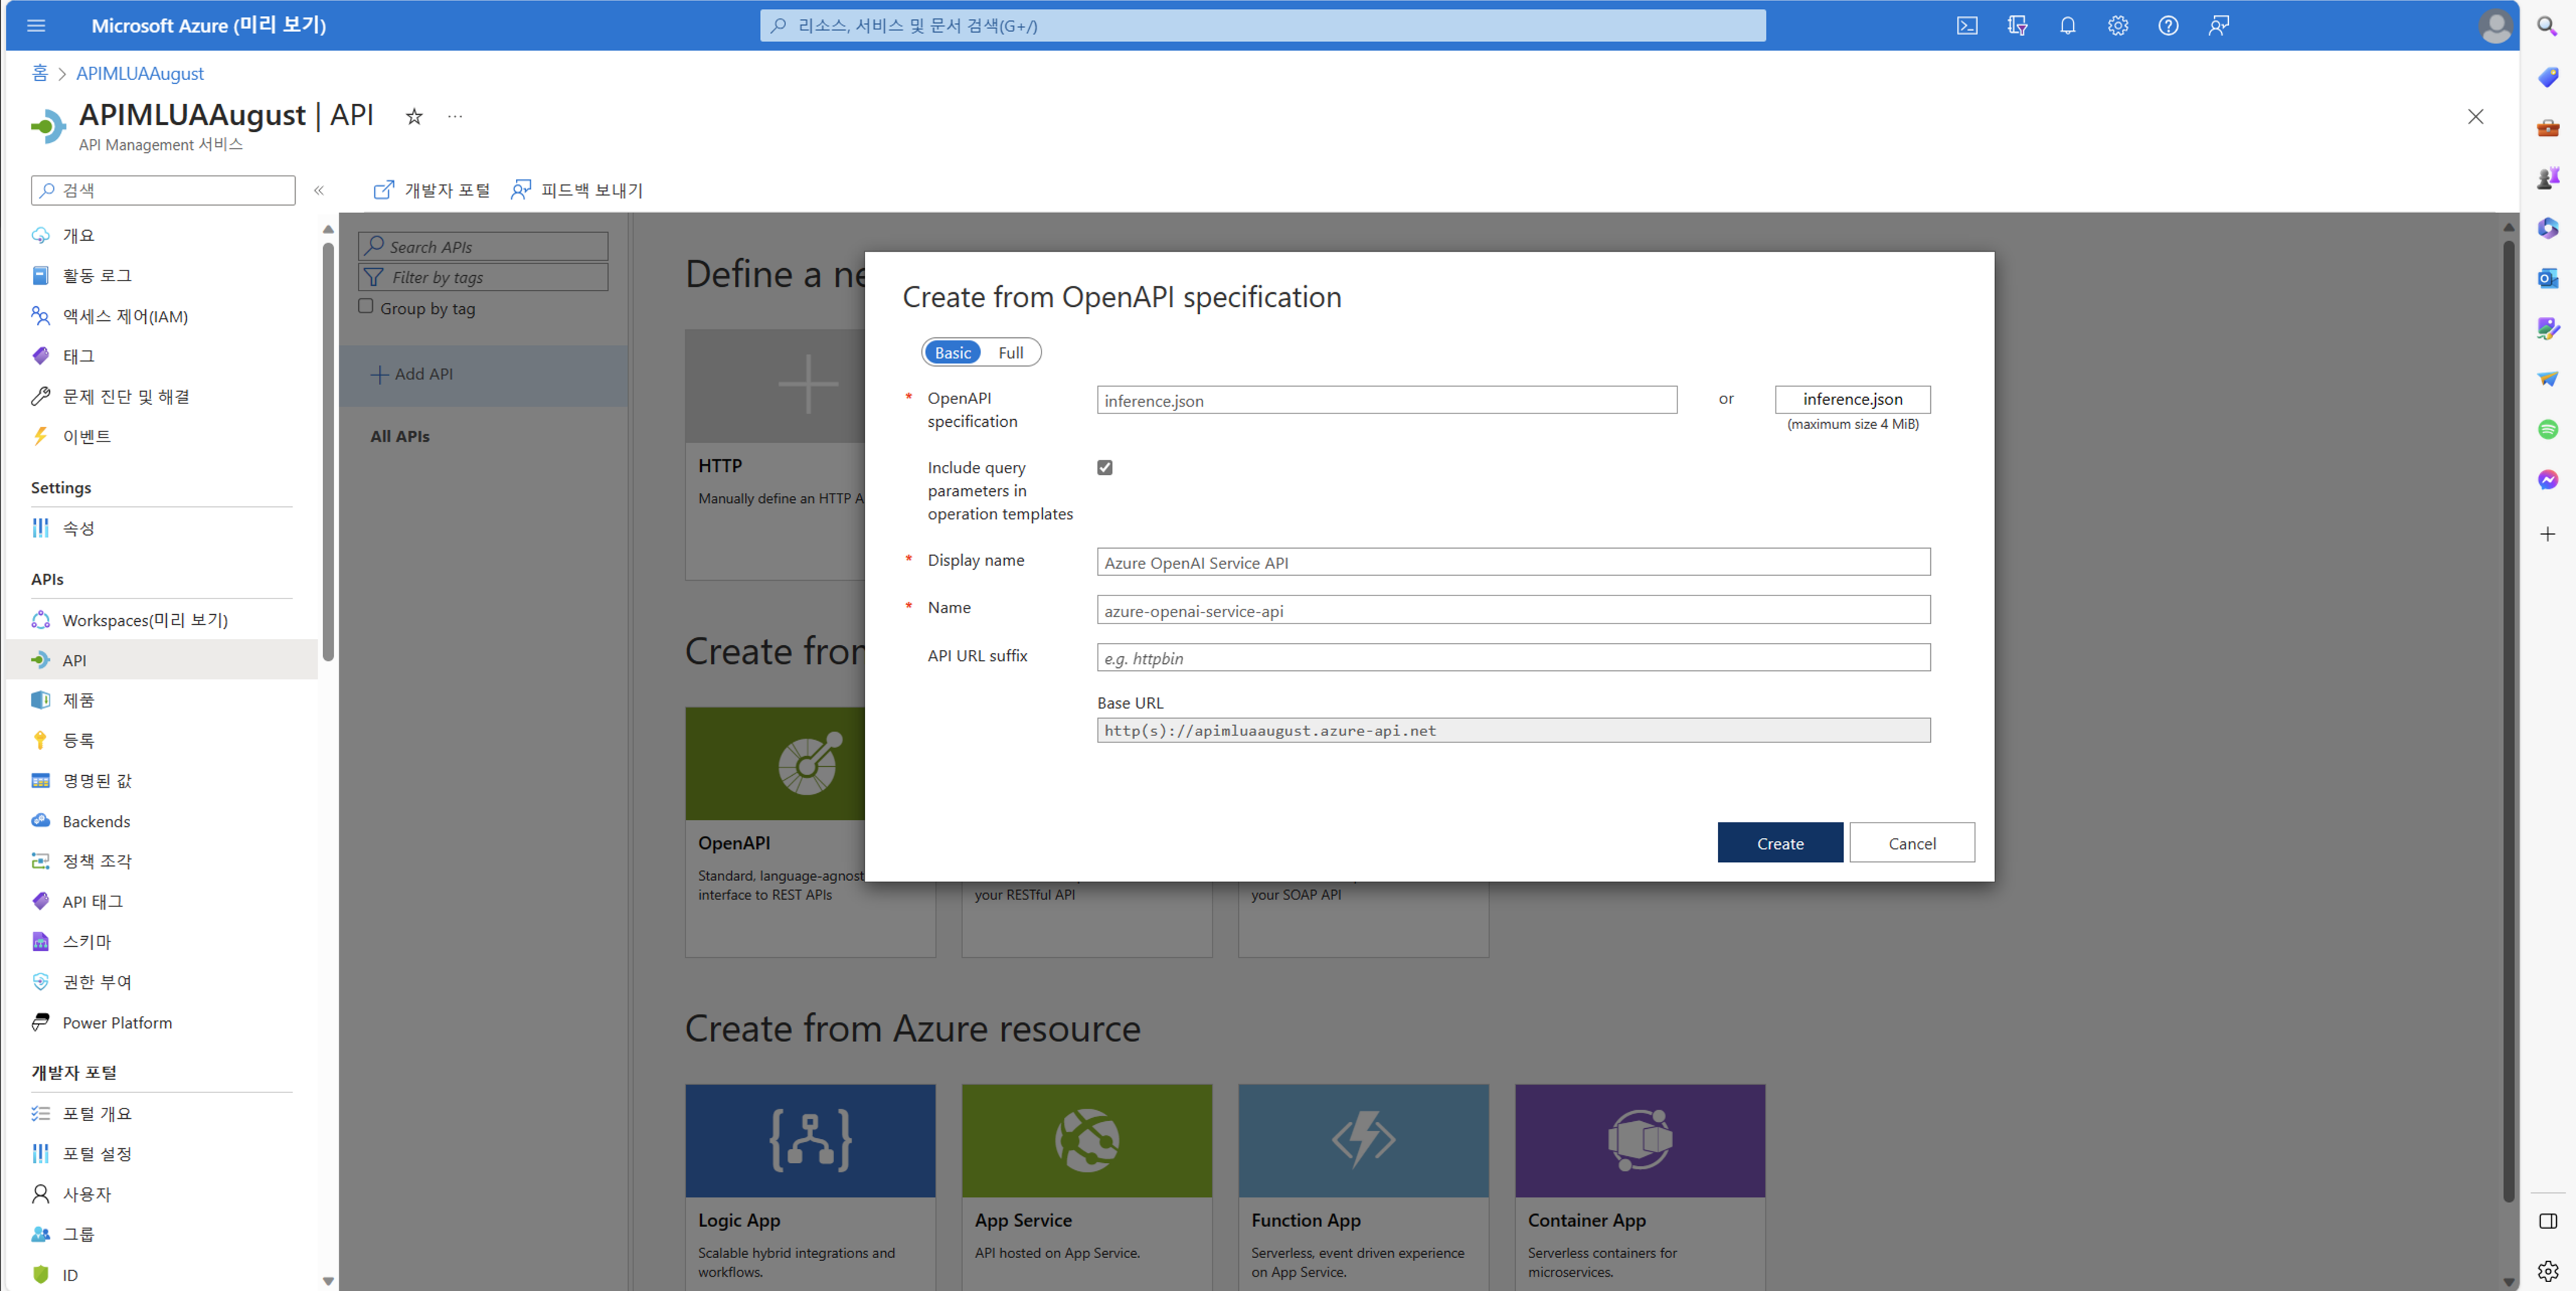 Microsoft Azure (미리 보기)
리소스, 서비스 및 문서 검색(G+/)
홈 > APIMLUAAugust
APIMLUAAugust | API
API Management 서비스
검색
개발자 포털
피드백 보내기
개요
활동 로그
액세스 제어(IAM)
태그
문제 진단 및 해결
이벤트
Settings
속성
APIs
Workspaces(미리 보기)
API
제품
등록
명명된 값
Backends
정책 조각
API 태그
스키마
권한 부여
Power Platform
개발자 포털
포털 개요
포털 설정
사용자
그룹
ID
Search APIs
Filter by tags
Group by tag
Add API
All APIs
Define a ne
HTTP
Manually define an HTTP A
Create from
OpenAPI
Standard, language-agnost
interface to REST APIs
your RESTful API
your SOAP API
Create from OpenAPI specification
Basic
Full
* OpenAPI
specification
inference.json
or
inference.json
(maximum size 4 MiB)
Include query
parameters in
operation templates
* Display name
Azure OpenAI Service API
* Name
azure-openai-service-api
API URL suffix
e.g. httpbin
Base URL
http(s)://apimluaaugust.azure-api.net
Create
Cancel
Create from Azure resource
Logic App
Scalable hybrid integrations and
workflows.
App Service
API hosted on App Service.
Function App
Serverless, event driven experience
on App Service.
Container App
Serverless containers for
microservices.